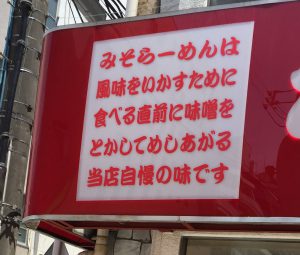 みそらーめんは
風味をいかすために
食べる直前に味噌を
とかしてめしあがる
当店自慢の味です